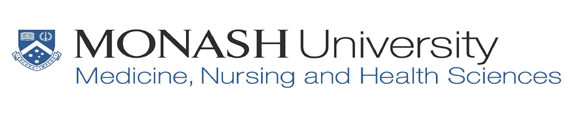 MONASH University
Medicine, Nursing and Health Sciences